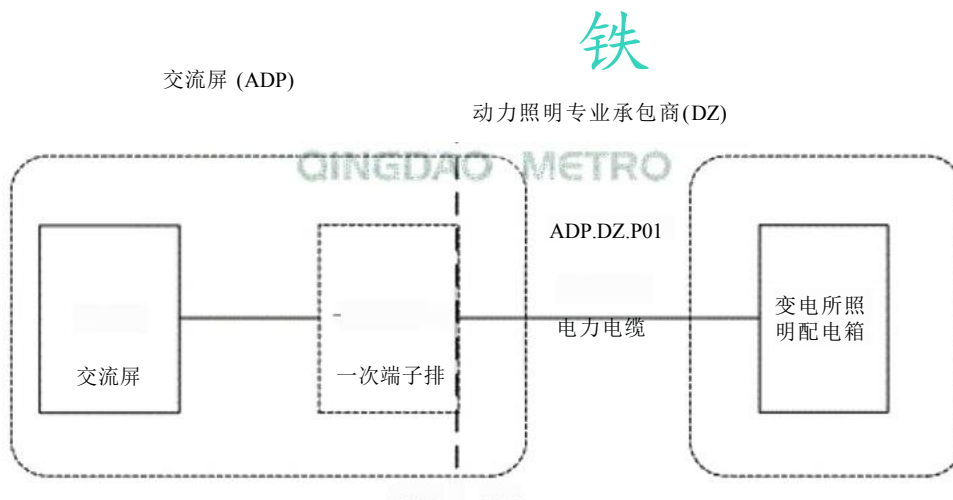 铁
交流屏 (ADP)
动力照明专业承包商(DZ)
QINGDAO METRO
ADP.DZ.P01
电力电缆
交流屏
一次端子排
变电所照
明配电箱